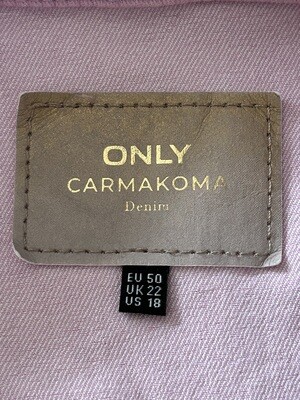 ONLY
CARMAKOMA
Denim
EU 50
UK 22
US 18